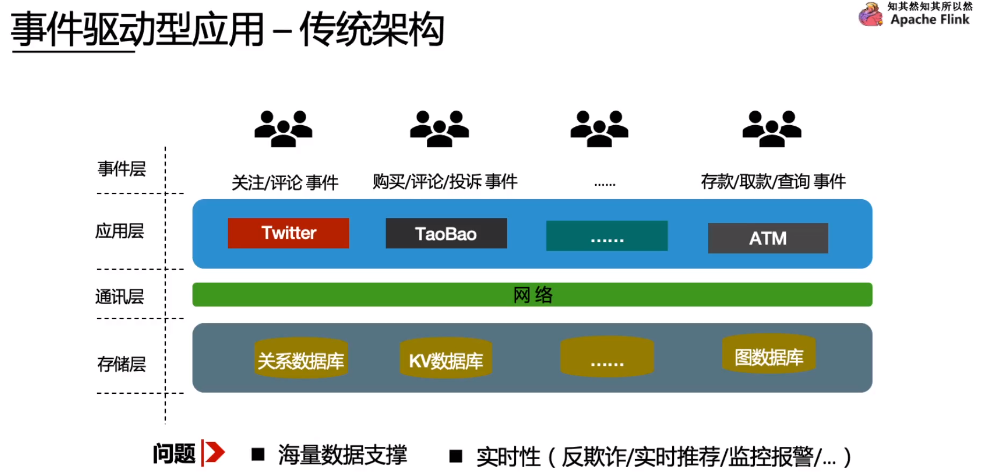 事件驱动型应用 – 传统架构
知其然知其所以然
Apache Flink
事件层
关注/评论 事件
购买/评论/投诉 事件
......
存款/取款/查询 事件
应用层
Twitter
TaoBao
......
ATM
通讯层
网络
存储层
关系数据库
KV数据库
......
图数据库
问题
■ 海量数据支撑
■ 实时性（反欺诈/实时推荐/监控报警/...）